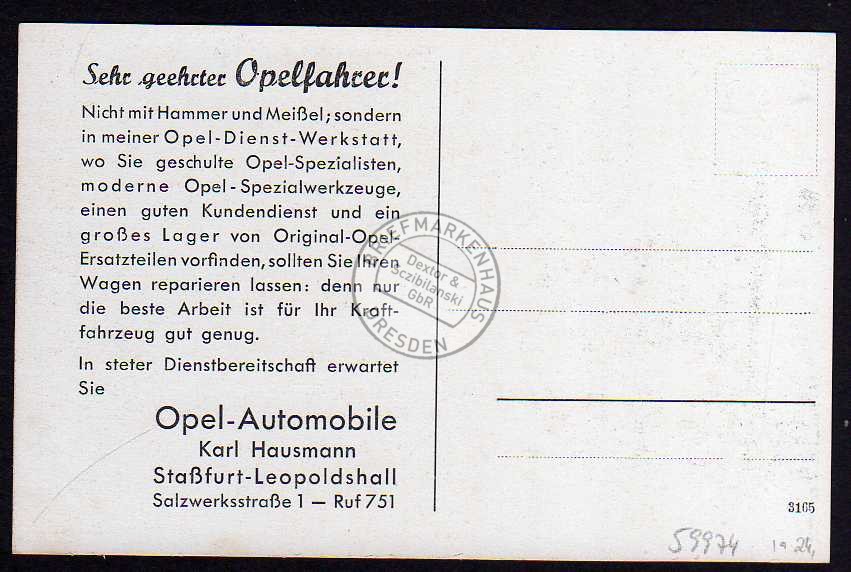 Sehr geehrter Opelfahrer!
Nicht mit Hammer und Meißel; sondern
in meiner Opel-Dienst-Werkstatt,
wo Sie geschulte Opel-Spezialisten,
moderne Opel-Spezialwerkzeuge,
einen guten Kundendienst und ein
großes Lager von Original-Opel-
Ersatzteilen vorfinden, sollten Sie Ihren
Wagen reparieren lassen: denn nur
die beste Arbeit ist für Ihr Kraft-
fahrzeug gut genug.
In steter Dienstbereitschaft erwartet
Sie
Opel-Automobile
Karl Hausmann
Staßfurt-Leopoldshall
Salzwerksstraße 1 — Ruf 751
BRIEFMARKENHAUS
Dextor &
Sczibilanski
GbR
DRESDEN
3165
59974